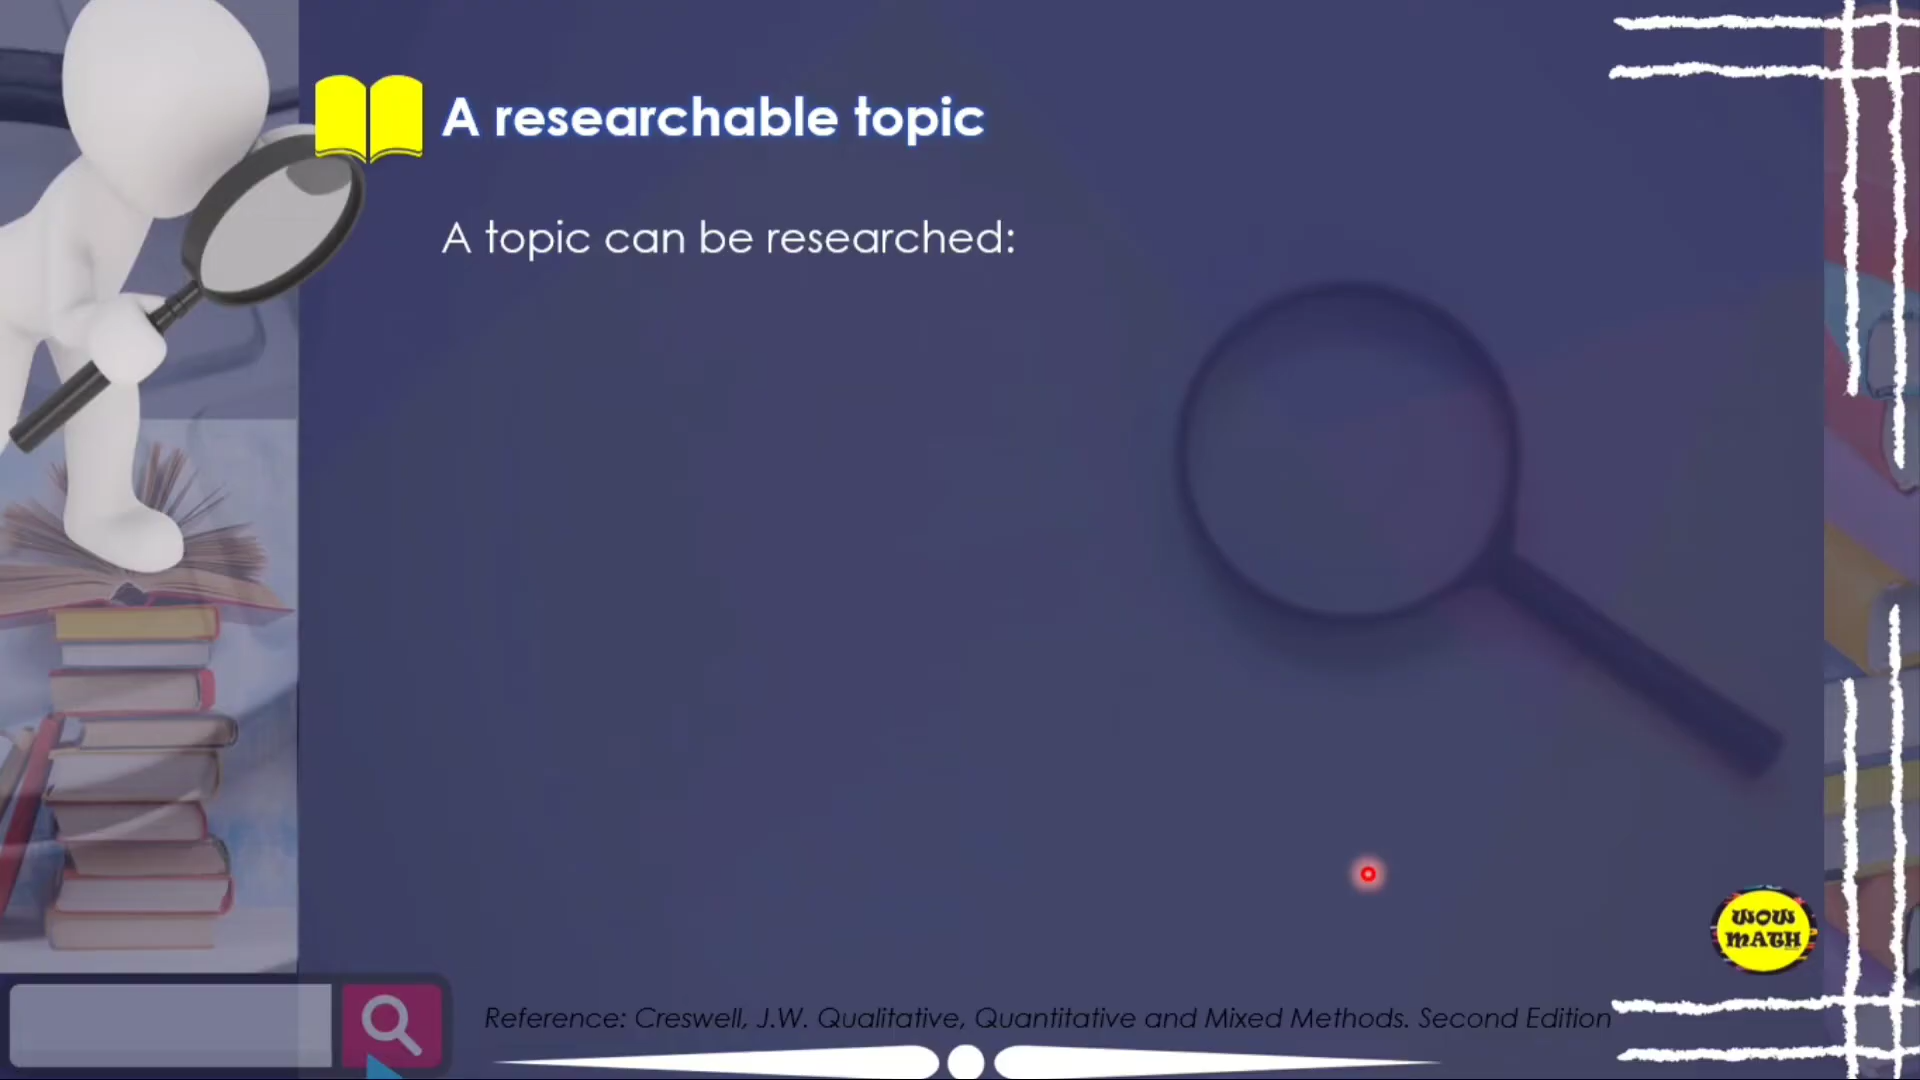 A researchable topic
A topic can be researched:
WOW
MATH
Reference: Creswell, J.W. Qualitative, Quantitative and Mixed Methods. Second Edition